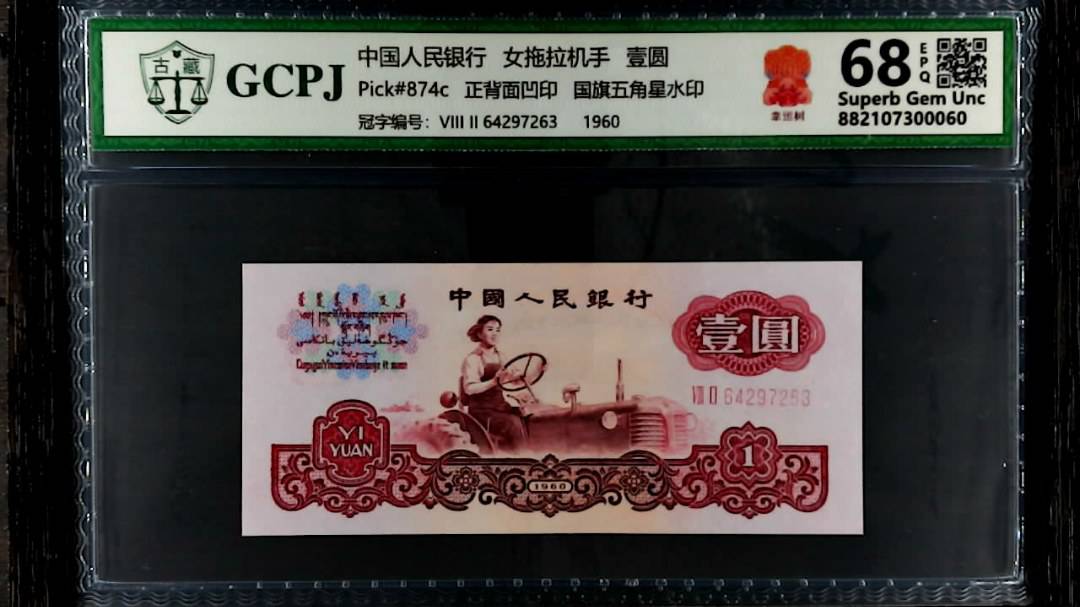 古 藏
GCPJ
中国人民银行 女拖拉机手 壹圆
Pick#874c 正背面凹印 国旗五角星水印
冠字编号: VIII II 64297263 1960
68 EPQ
Superb Gem Unc
882107300060
中國人民銀行
壹圓
VIII II 64297263
YI
YUAN
1
1960